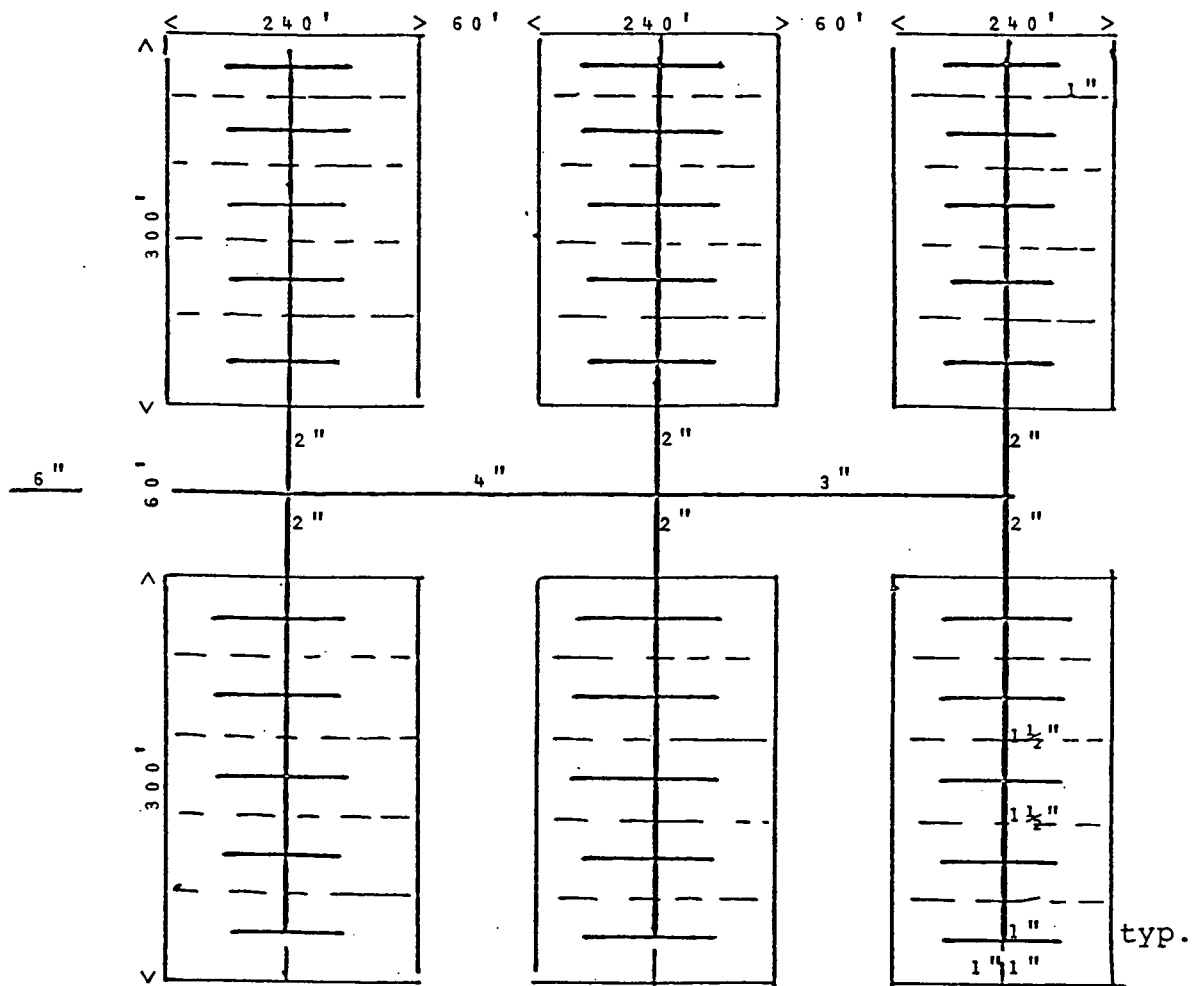 < 240' > 60' < 240' > 60' < 240' >
1"
300'
2" 2" 2"
6" 60' 4" 3"
2" 2" 2"
300'
1½"
1½"
1" typ.
1" 1"